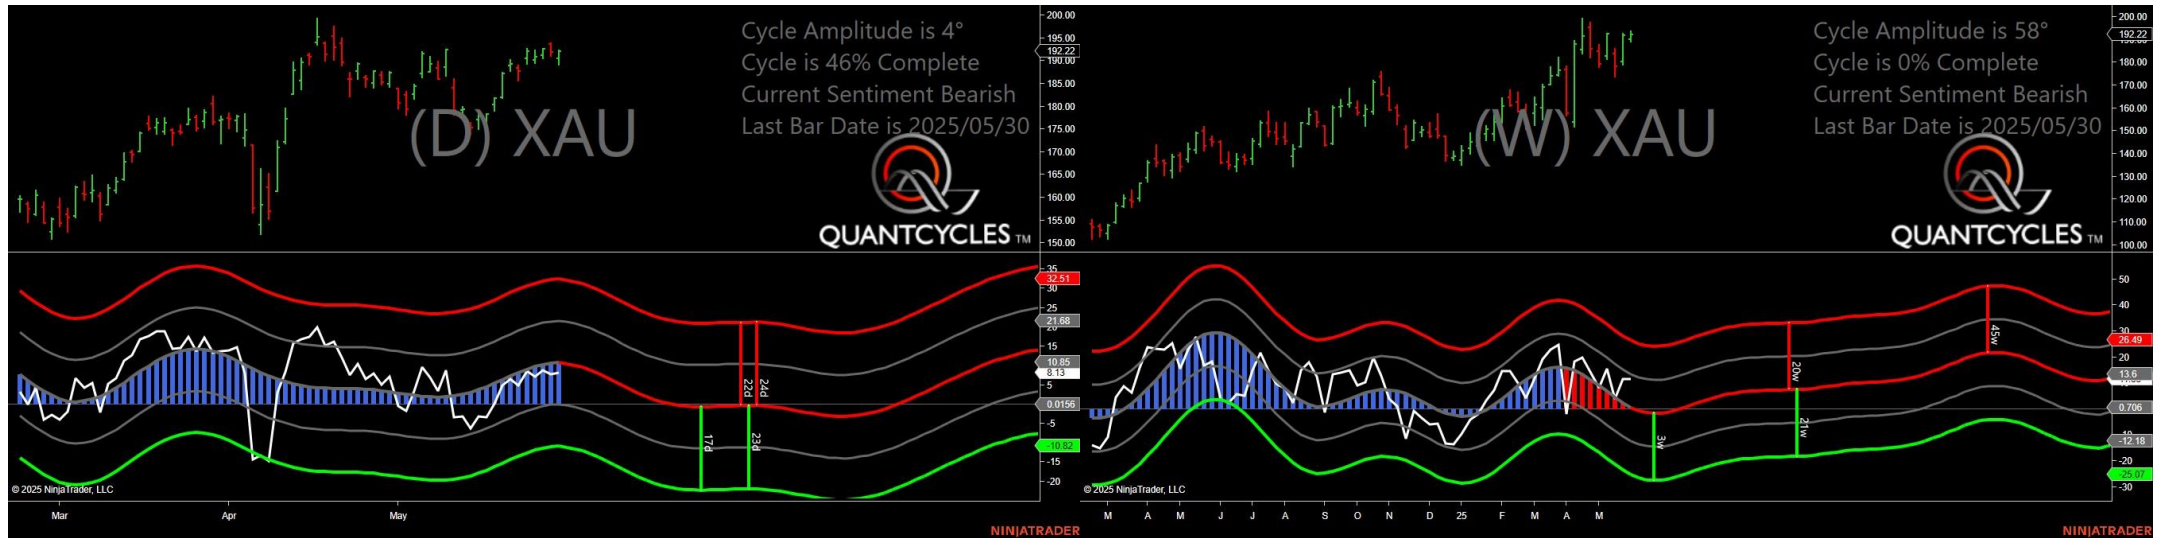 Cycle Amplitude is 4°
Cycle is 46% Complete
Current Sentiment Bearish
Last Bar Date is 2025/05/30
(D) XAU
QUANTCYCLES TM
200.00
195.00
192.22
190.00
185.00
180.00
175.00
170.00
165.00
160.00
155.00
150.00
35
32.51
30
25
21.68
15
10.85
8.13
5
0.0156
-5
-10.82
-15
-20
22d
24d
17d
23d
© 2025 NinjaTrader, LLC
Mar Apr May
NINJATRADER
Cycle Amplitude is 58°
Cycle is 0% Complete
Current Sentiment Bearish
Last Bar Date is 2025/05/30
(W) XAU
QUANTCYCLES TM
200.00
192.22
180.00
170.00
160.00
150.00
140.00
130.00
120.00
110.00
100.00
50
40
30
26.49
20
13.6
0.706
-12.18
-20
-25.07
-30
45w
20w
21w
3w
© 2025 NinjaTrader, LLC
M A M J J A S O N D 25 F M A M
NINJATRADER